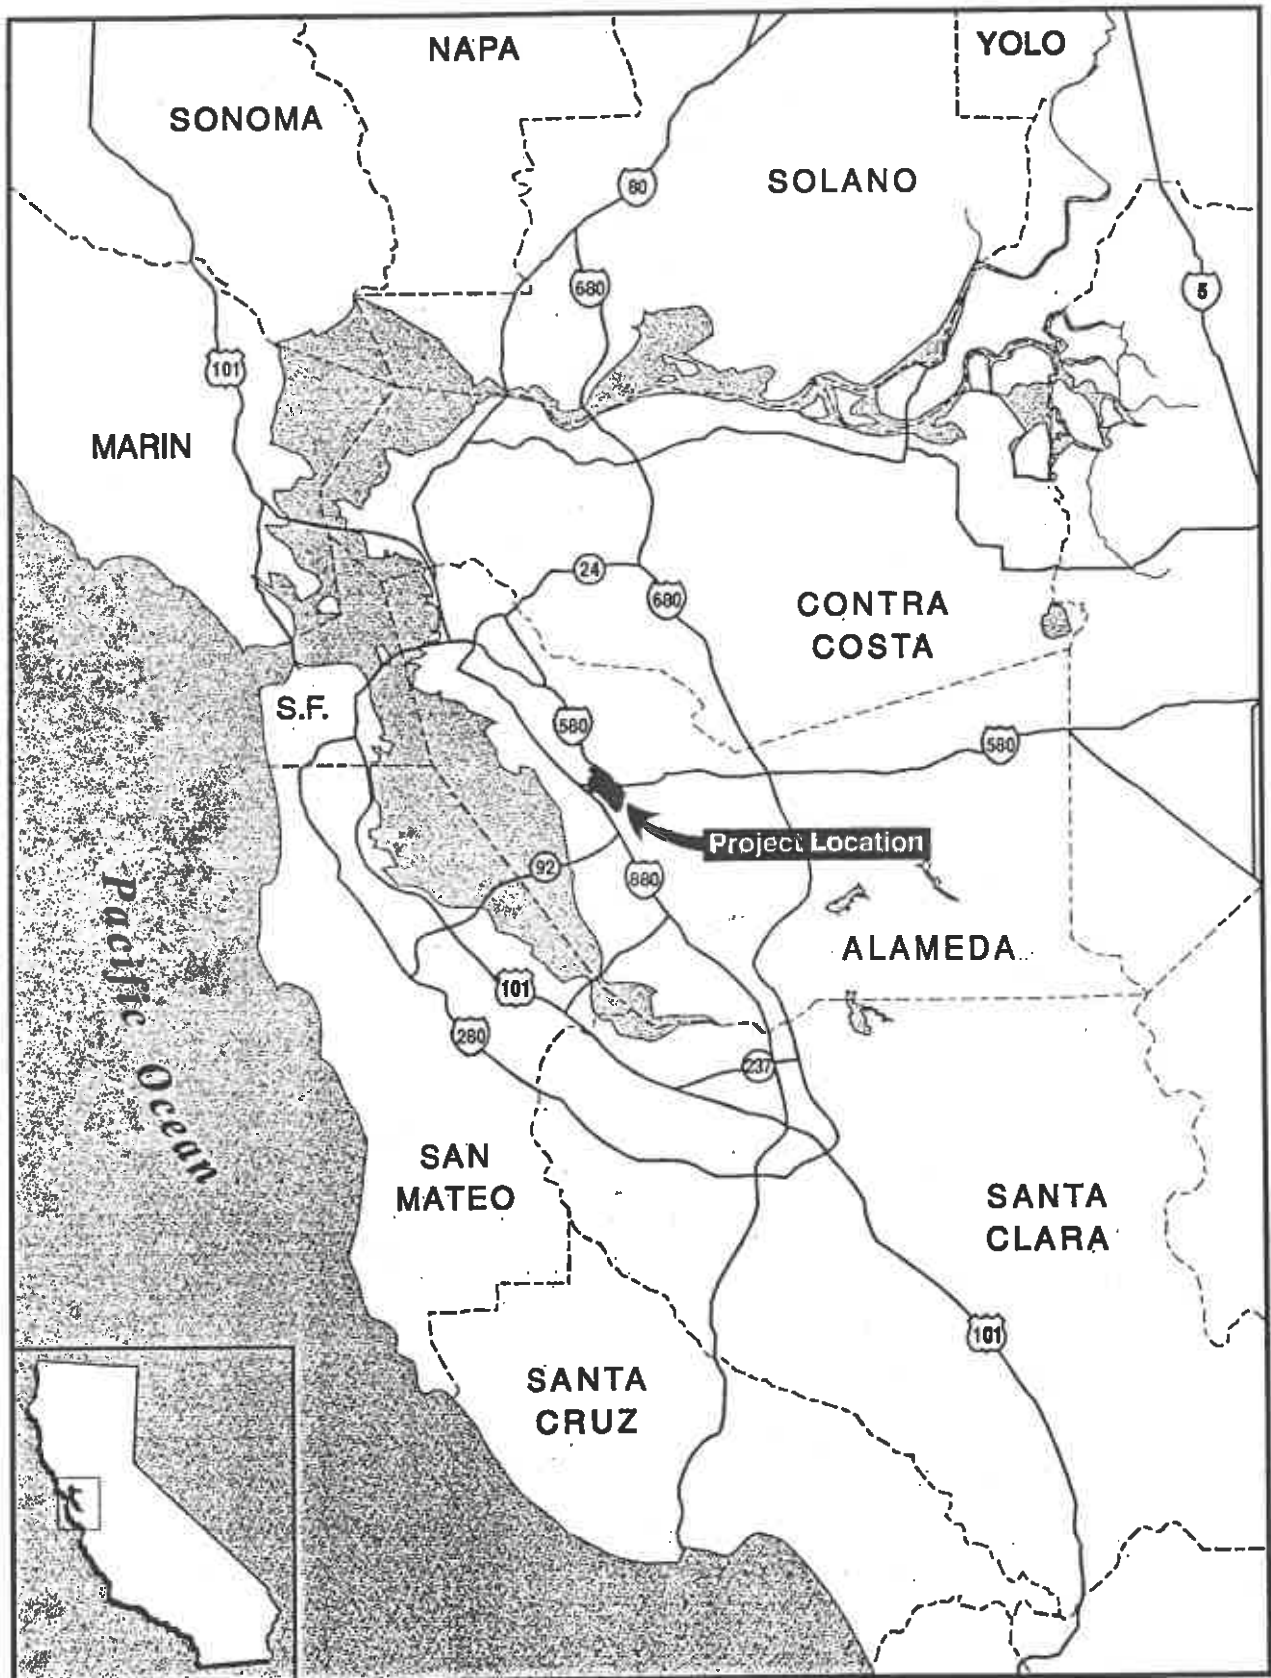 NAPA
YOLO
SONOMA
SOLANO
80
680
5
101
MARIN
24
680
CONTRA
COSTA
S.F.
580
580
Project Location
92
880
ALAMEDA
101
280
237
Pacific Ocean
SAN
MATEO
SANTA
CLARA
101
SANTA
CRUZ